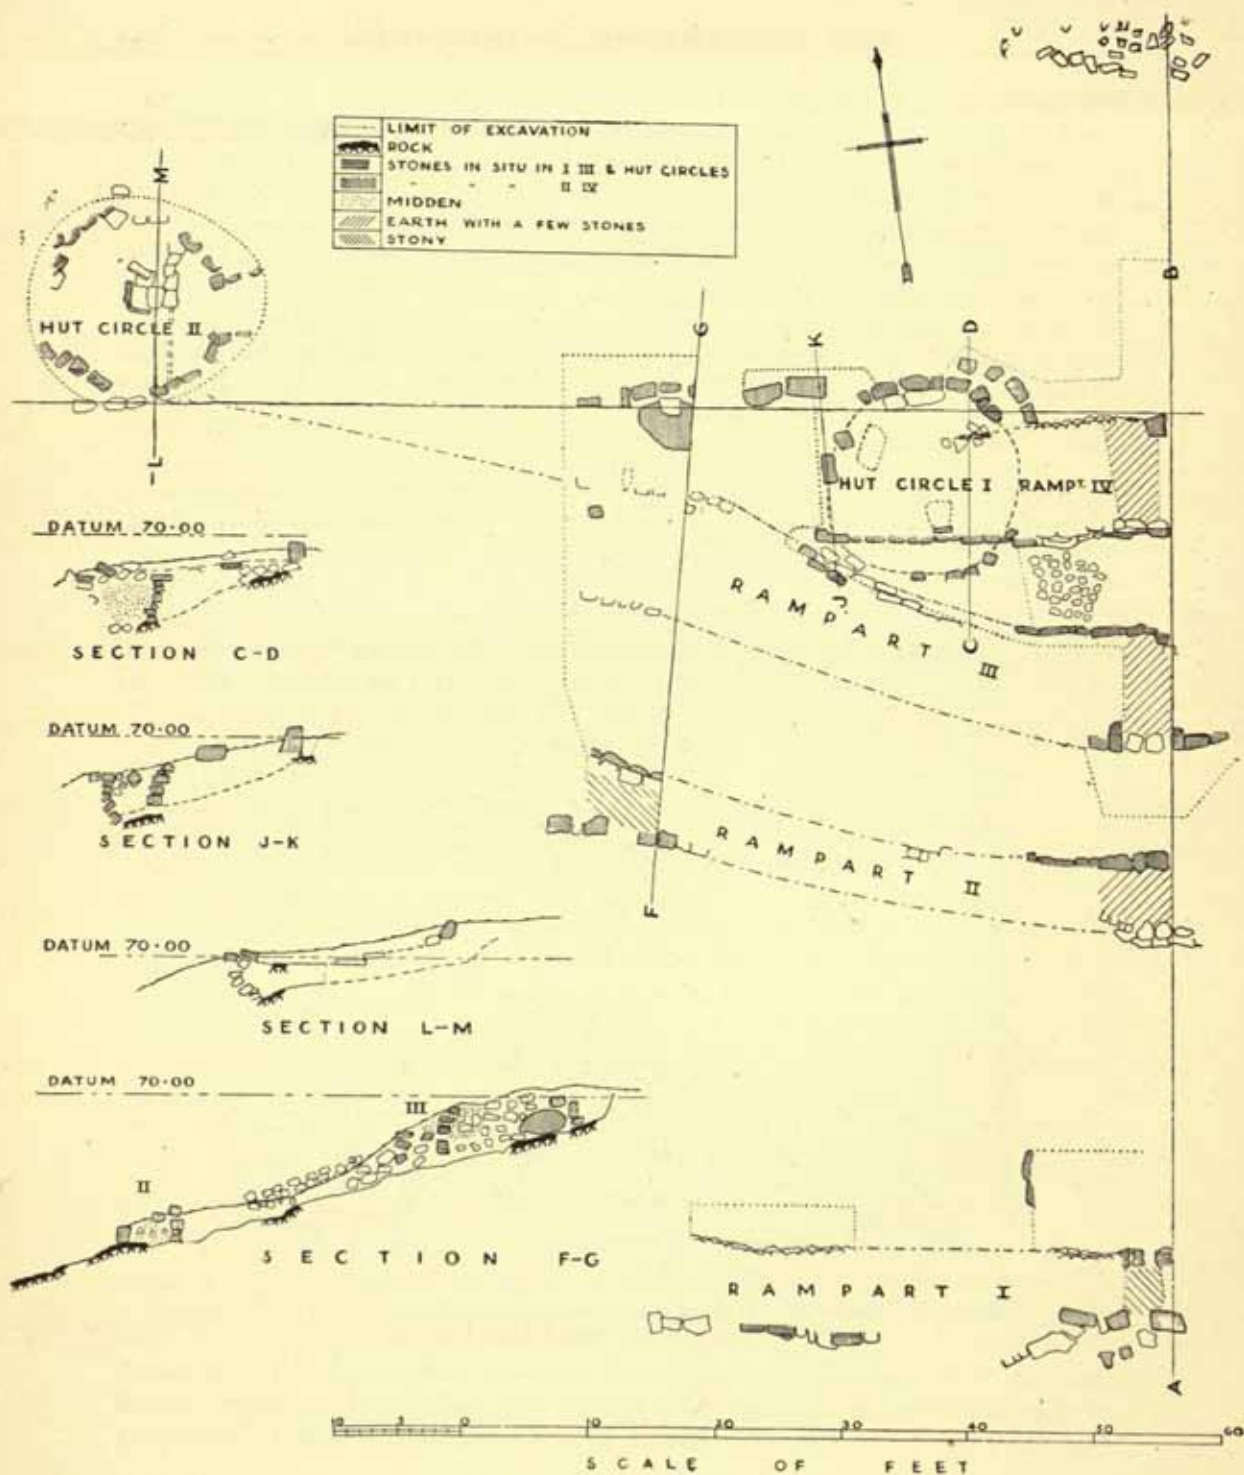 LIMIT OF EXCAVATION
ROCK
STONES IN SITU IN I III & HUT CIRCLES
" " " II IV
MIDDEN
EARTH WITH A FEW STONES
STONY
M
HUT CIRCLE II
L
G
K
D
B
HUT CIRCLE I
RAMPT. IV
J
C
RAMPART III
RAMPART II
F
DATUM 70·00
SECTION C-D
DATUM 70·00
SECTION J-K
DATUM 70·00
SECTION L-M
DATUM 70·00
III
II
SECTION F-G
RAMPART I
A
10 5 0 10 20 30 40 50 60
SCALE OF FEET